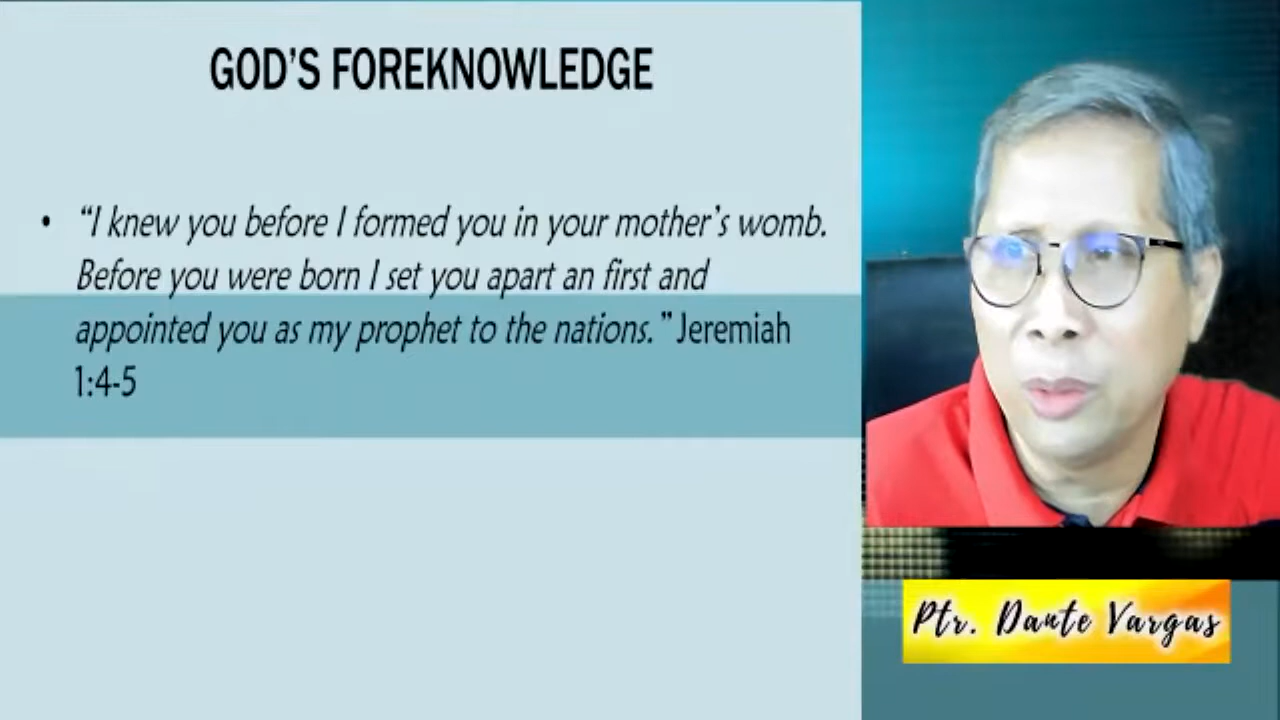 GOD'S FOREKNOWLEDGE
• “I knew you before I formed you in your mother's womb.
Before you were born I set you apart an first and
appointed you as my prophet to the nations.” Jeremiah
1:4-5
Ptr. Dante Vargas